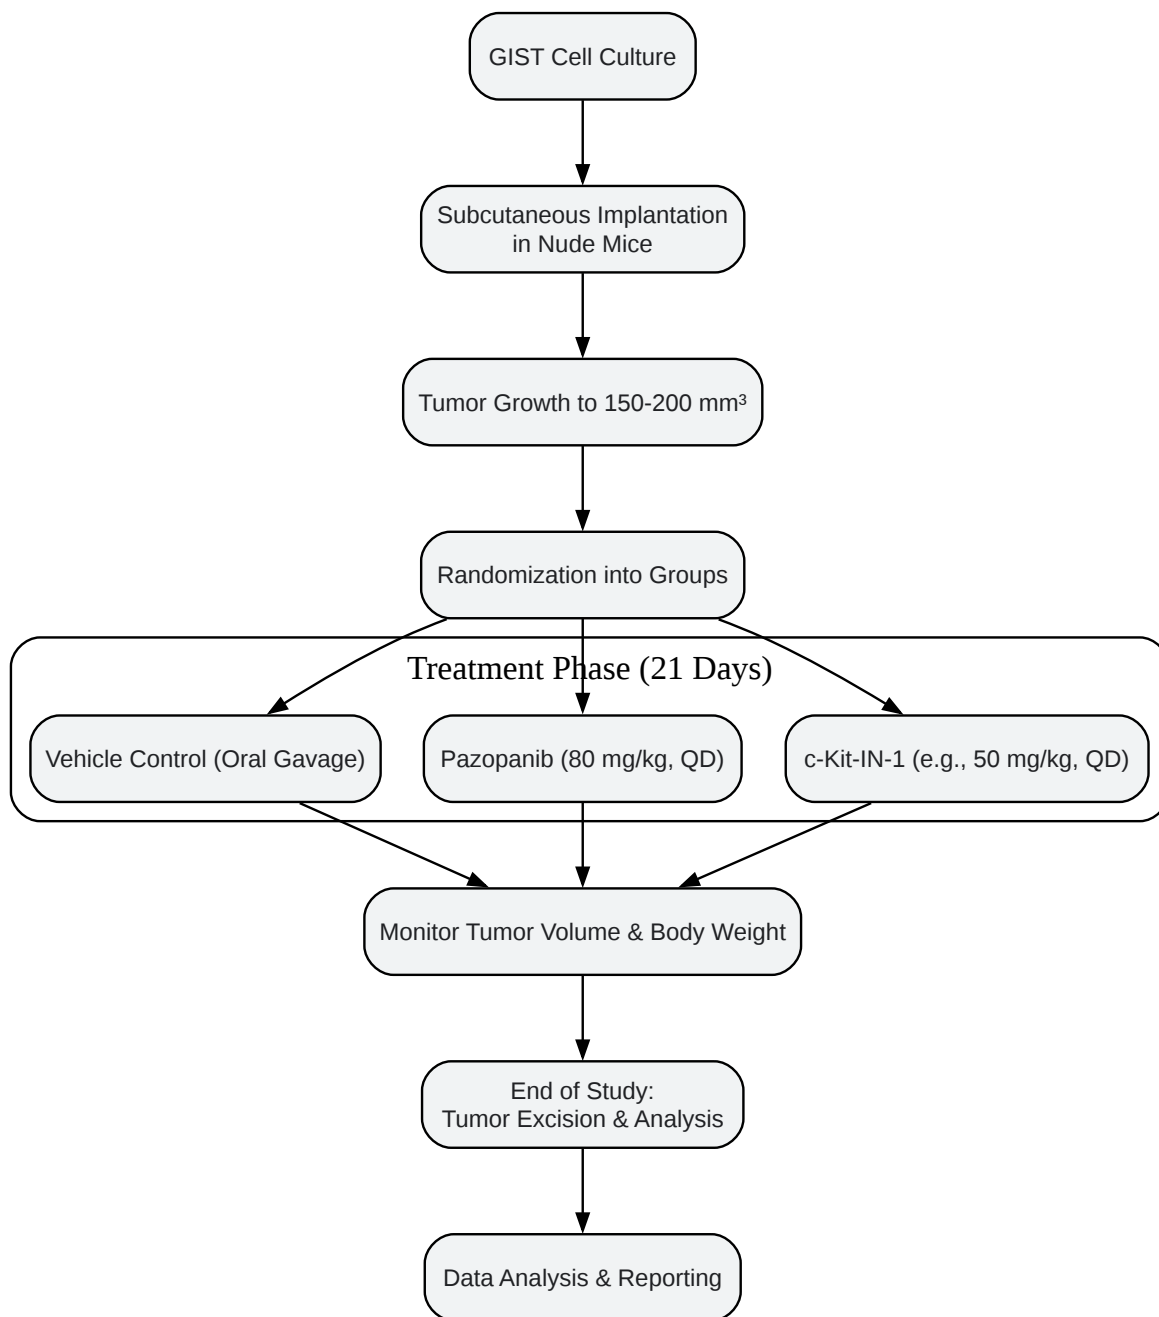 GIST Cell Culture
Subcutaneous Implantation
in Nude Mice
Tumor Growth to 150-200 mm³
Randomization into Groups
Treatment Phase (21 Days)
Vehicle Control (Oral Gavage)
Pazopanib (80 mg/kg, QD)
c-Kit-IN-1 (e.g., 50 mg/kg, QD)
Monitor Tumor Volume & Body Weight
End of Study:
Tumor Excision & Analysis
Data Analysis & Reporting